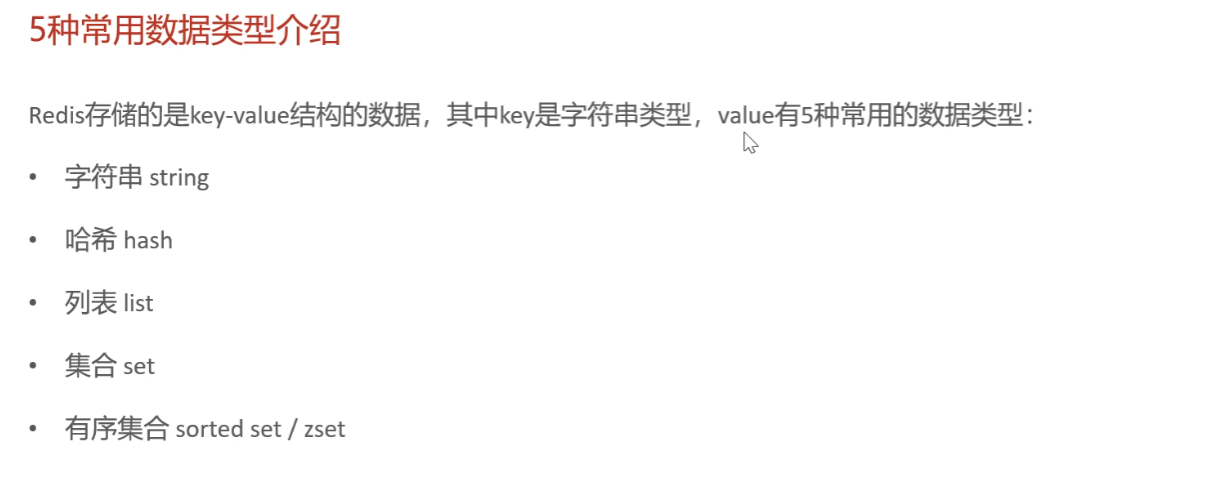 5种常用数据类型介绍
Redis存储的是key-value结构的数据，其中key是字符串类型，value有5种常用的数据类型：
• 字符串 string
• 哈希 hash
• 列表 list
• 集合 set
• 有序集合 sorted set / zset